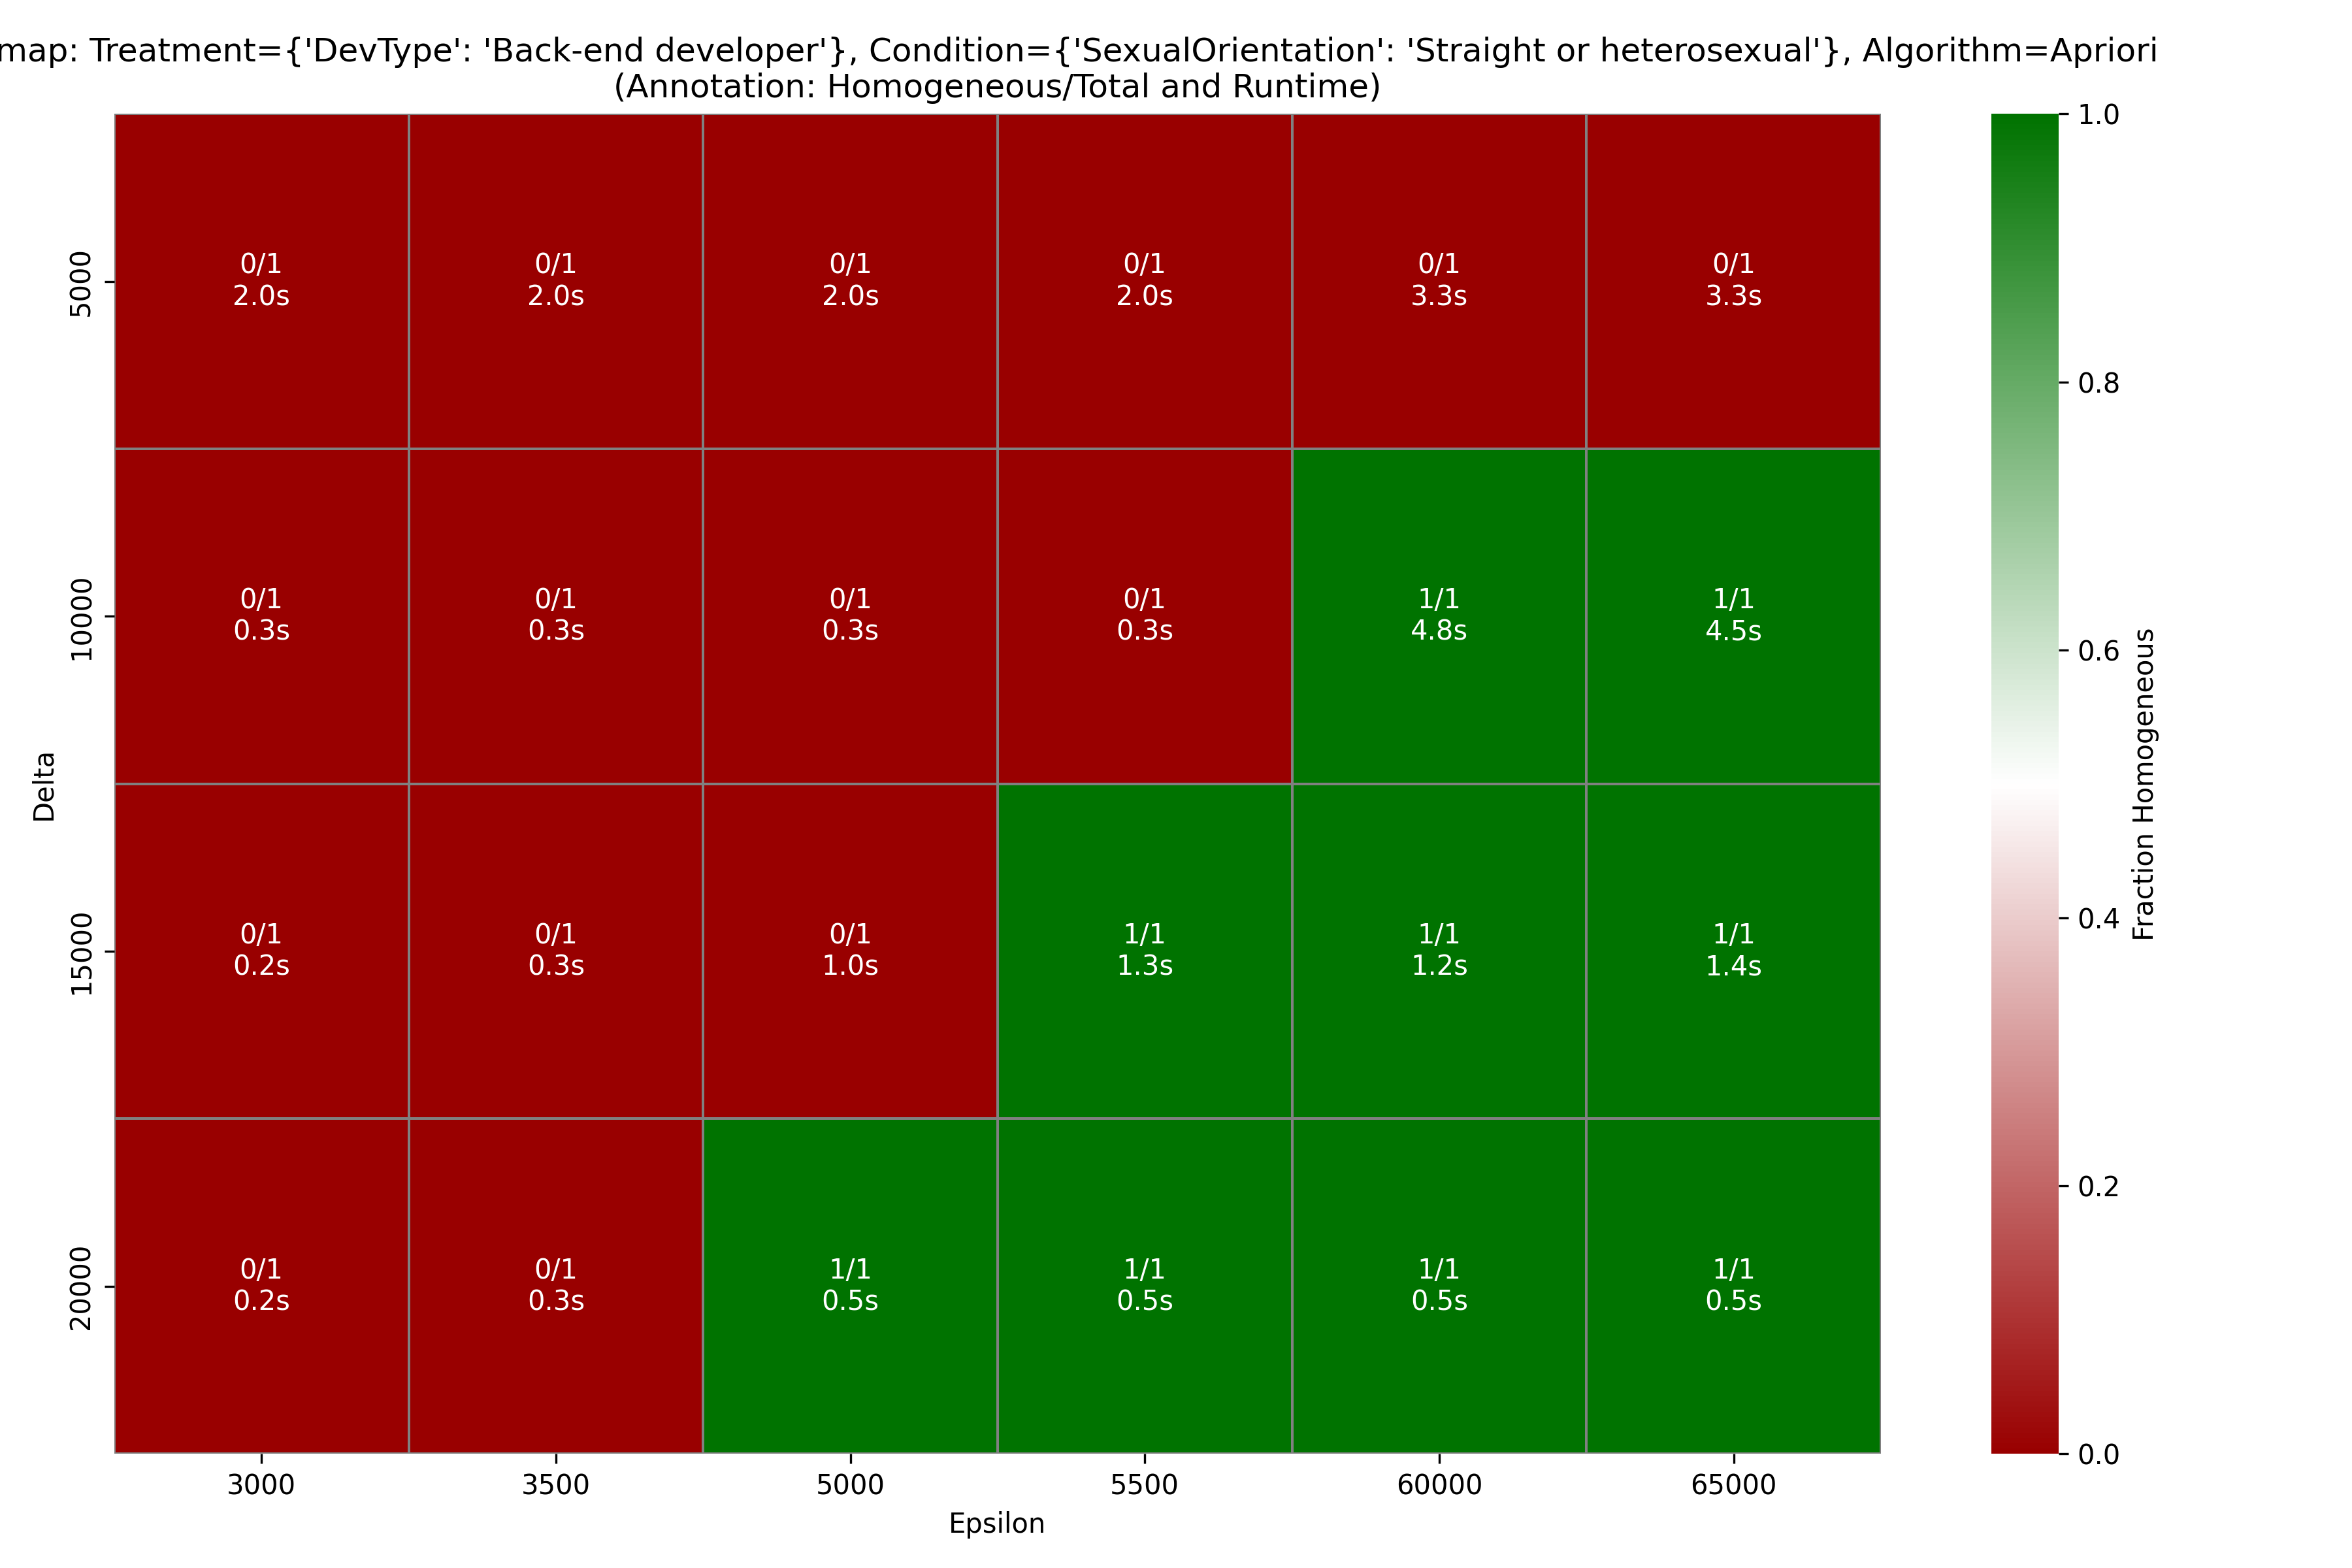 map: Treatment={'DevType': 'Back-end developer'}, Condition={'SexualOrientation': 'Straight or heterosexual'}, Algorithm=Apriori
(Annotation: Homogeneous/Total and Runtime)
1.0
0.8
0.6
0.4
0.2
0.0
Fraction Homogeneous
Delta
5000
0/1 0/1 0/1 0/1 0/1 0/1
2.0s 2.0s 2.0s 2.0s 3.3s 3.3s
10000
0/1 0/1 0/1 0/1 1/1 1/1
0.3s 0.3s 0.3s 0.3s 4.8s 4.5s
15000
0/1 0/1 0/1 1/1 1/1 1/1
0.2s 0.3s 1.0s 1.3s 1.2s 1.4s
20000
0/1 0/1 1/1 1/1 1/1 1/1
0.2s 0.3s 0.5s 0.5s 0.5s 0.5s
3000 3500 5000 5500 60000 65000
Epsilon